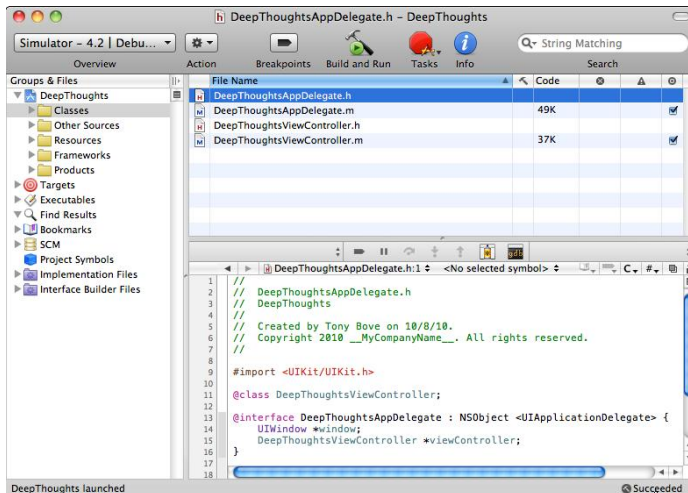 DeepThoughtsAppDelegate.h – DeepThoughts
Simulator - 4.2 | Debu...
String Matching
Overview Action Breakpoints Build and Run Tasks Info Search
Groups & Files
DeepThoughts
Classes
Other Sources
Resources
Frameworks
Products
Targets
Executables
Find Results
Bookmarks
SCM
Project Symbols
Implementation Files
Interface Builder Files
File Name Code
DeepThoughtsAppDelegate.h
DeepThoughtsAppDelegate.m 49K
DeepThoughtsViewController.h
DeepThoughtsViewController.m 37K
gdb
DeepThoughtsAppDelegate.h:1 <No selected symbol> C #
1 //
2 // DeepThoughtsAppDelegate.h
3 // DeepThoughts
4 //
5 // Created by Tony Bove on 10/8/10.
6 // Copyright 2010 __MyCompanyName__. All rights reserved.
7 //
8
9 #import <UIKit/UIKit.h>
10
11 @class DeepThoughtsViewController;
12
13 @interface DeepThoughtsAppDelegate : NSObject <UIApplicationDelegate> {
14 UIWindow *window;
15 DeepThoughtsViewController *viewController;
16 }
17
18
DeepThoughts launched Succeeded